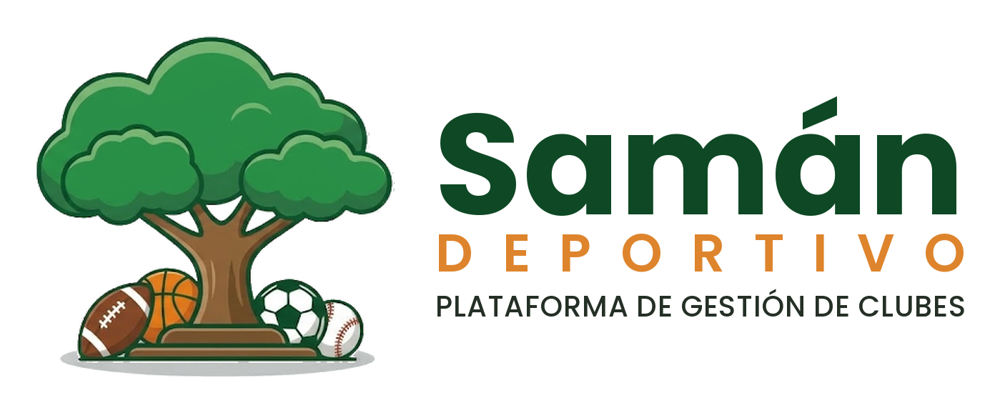 Samán
DEPORTIVO
PLATAFORMA DE GESTIÓN DE CLUBES